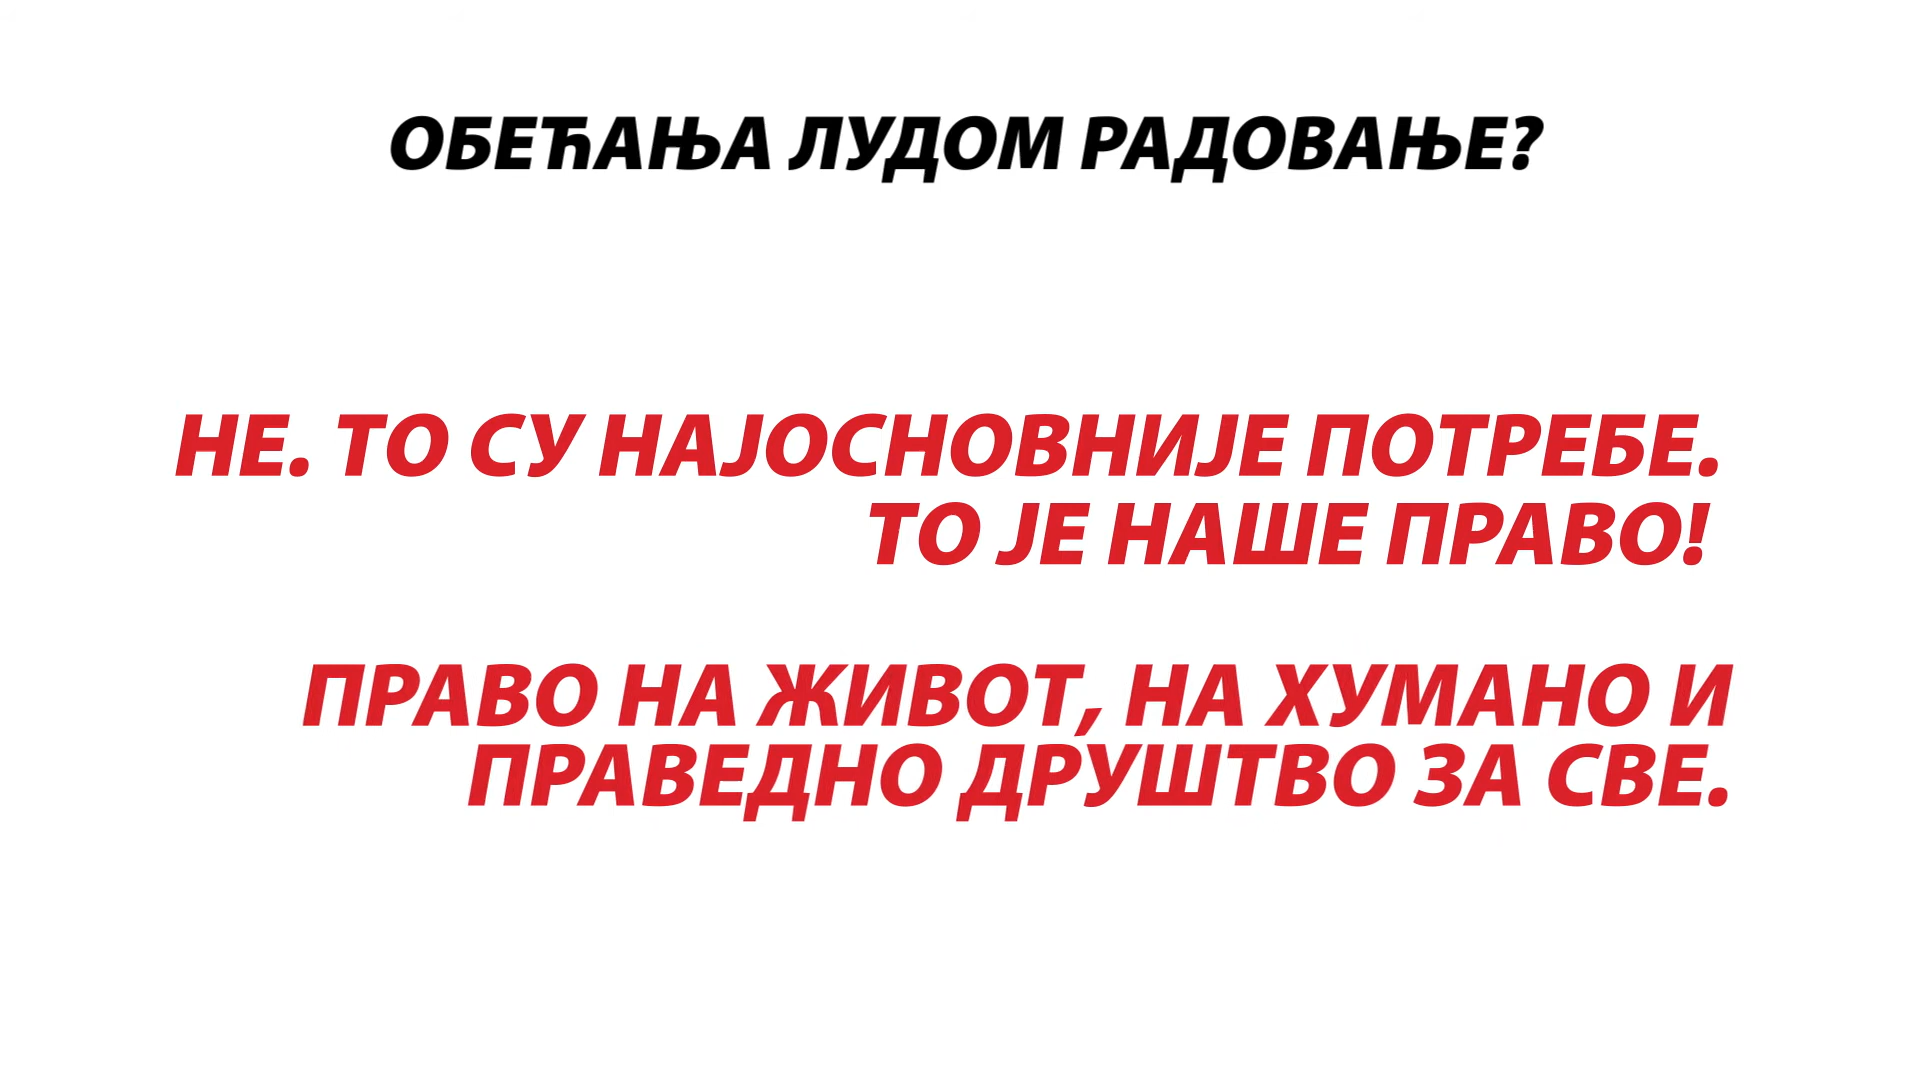 ОБЕЋАЊА ЛУДОМ РАДОВАЊЕ?
НЕ. ТО СУ НАЈОСНОВНИЈЕ ПОТРЕБЕ.
ТО ЈЕ НАШЕ ПРАВО!
ПРАВО НА ЖИВОТ, НА ХУМАНО И
ПРАВЕДНО ДРУШТВО ЗА СВЕ.